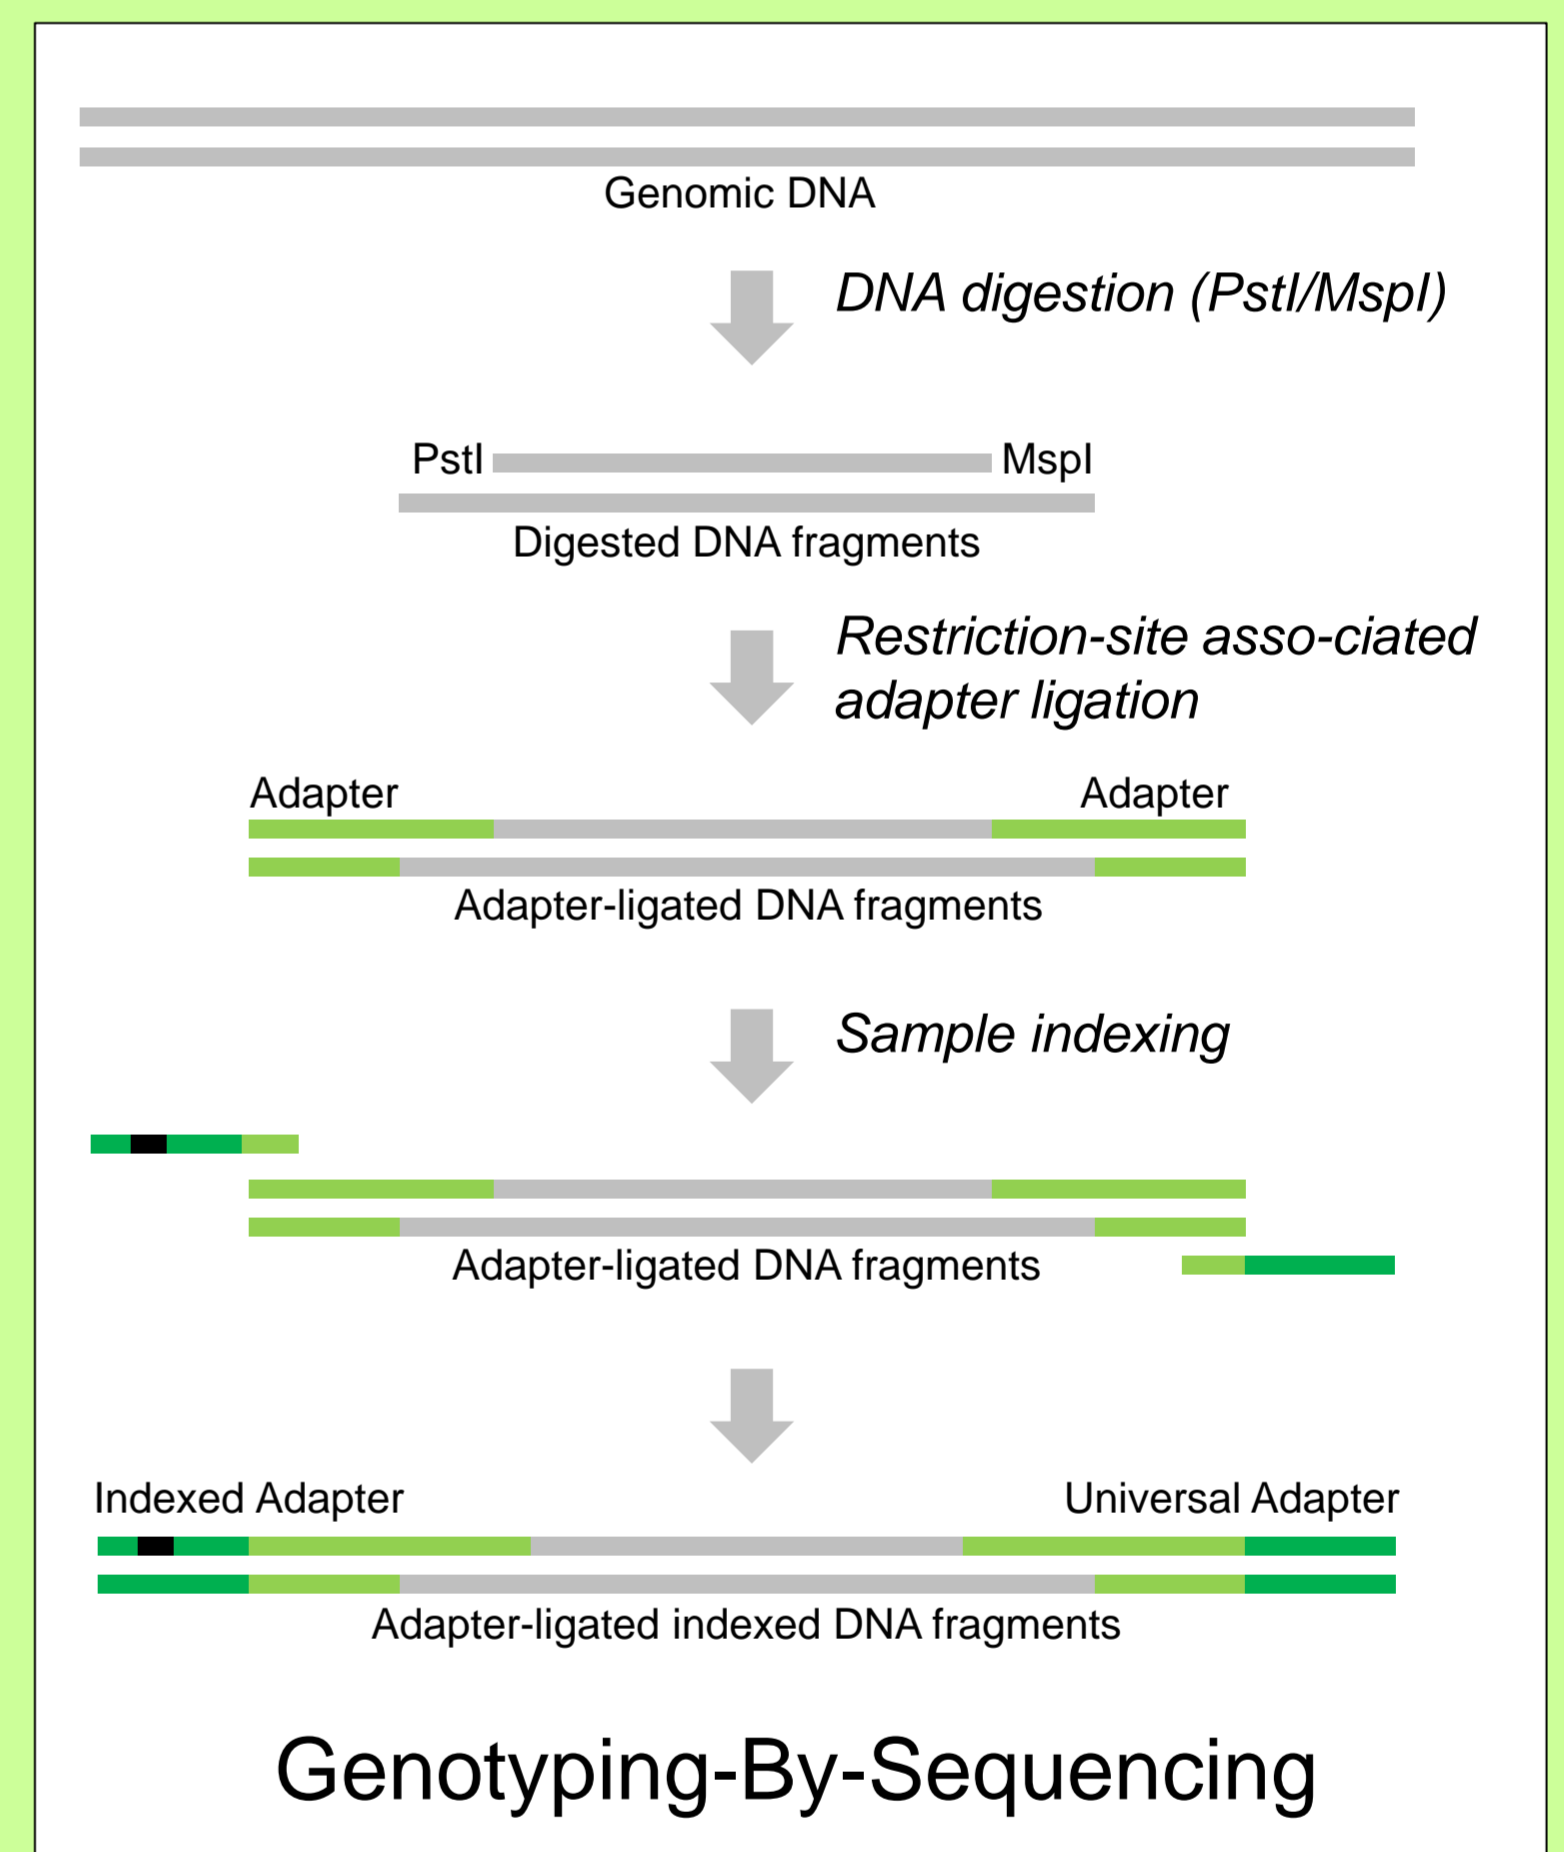 Genomic DNA
DNA digestion (PstI/MspI)
PstI
MspI
Digested DNA fragments
Restriction-site asso-ciated
adapter ligation
Adapter
Adapter
Adapter-ligated DNA fragments
Sample indexing
Adapter-ligated DNA fragments
Indexed Adapter
Universal Adapter
Adapter-ligated indexed DNA fragments
Genotyping-By-Sequencing